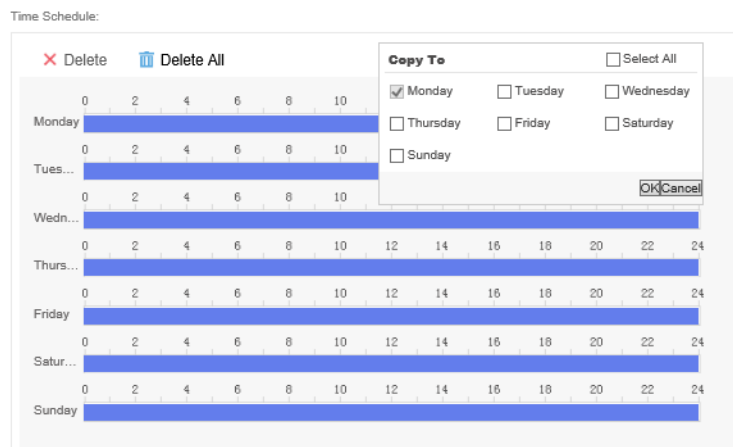 Time Schedule:
Delete Delete All
Copy To Select All
Monday Tuesday Wednesday
Thursday Friday Saturday
Sunday
OK Cancel
0 2 4 6 8 10
Monday
0 2 4 6 8 10
Tues...
0 2 4 6 8 10
Wedn...
0 2 4 6 8 10 12 14 16 18 20 22 24
Thurs...
0 2 4 6 8 10 12 14 16 18 20 22 24
Friday
0 2 4 6 8 10 12 14 16 18 20 22 24
Satur...
0 2 4 6 8 10 12 14 16 18 20 22 24
Sunday